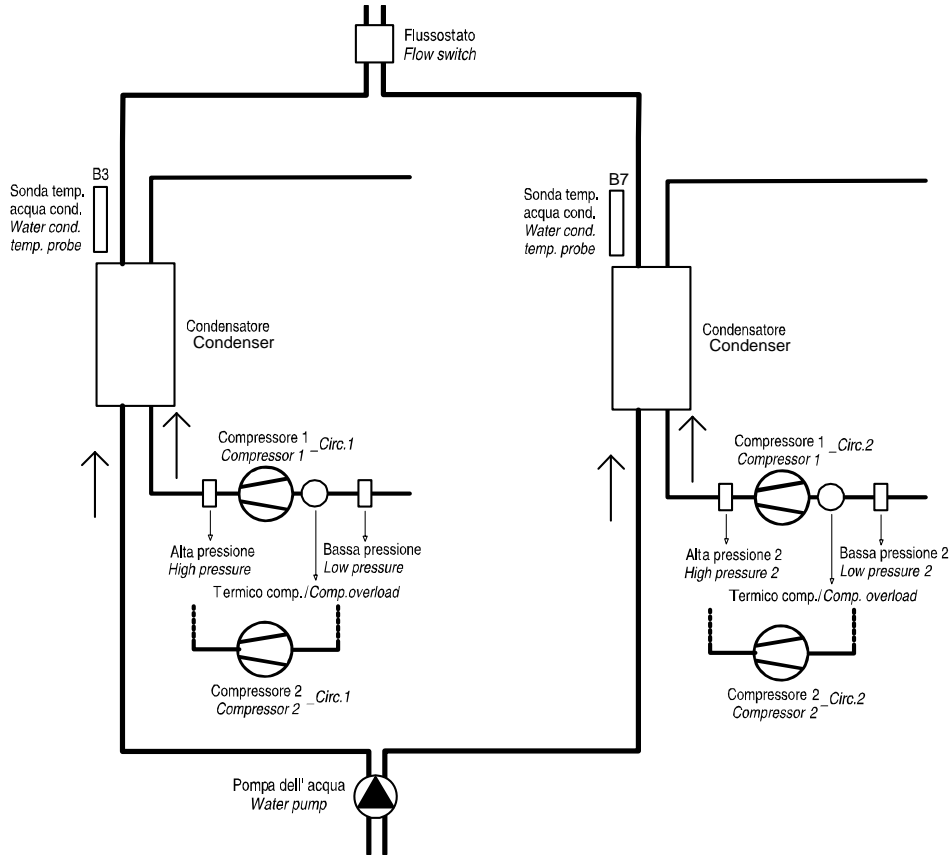 Flussostato
Flow switch
B3
Sonda temp.
acqua cond.
Water cond.
temp. probe
B7
Sonda temp.
acqua cond.
Water cond.
temp. probe
Condensatore
Condenser
Condensatore
Condenser
Compressore 1 _Circ.1
Compressor 1
Compressore 1 _Circ.2
Compressor 1
Alta pressione
High pressure
Bassa pressione
Low pressure
Termico comp./Comp.overload
Alta pressione 2
High pressure 2
Bassa pressione 2
Low pressure 2
Termico comp./Comp. overload
Compressore 2 _Circ.1
Compressor 2
Compressore 2 _Circ.2
Compressor 2
Pompa dell' acqua
Water pump